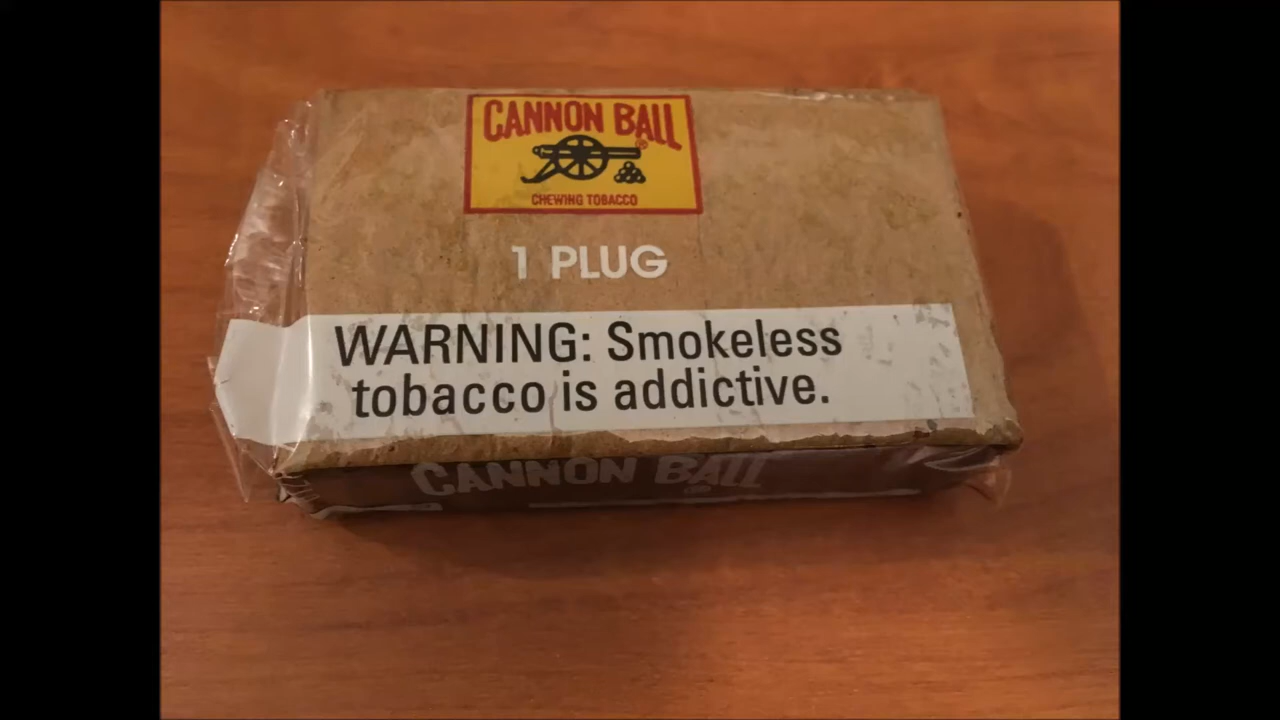 CANNON BALL
®
CHEWING TOBACCO
1 PLUG
WARNING: Smokeless
tobacco is addictive.
CANNON BALL
®